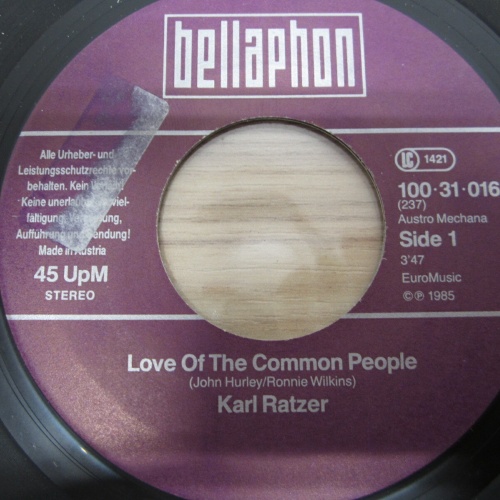 bellaphon
Alle Urheber- und
Leistungsschutzrechte vor-
behalten. Kein
Keine
fältigung,
Aufführung und Sendung!
Made in Austria
45 UpM
STEREO
LC 1421
100·31·016
(237)
Austro Mechana
Side 1
3'47
EuroMusic
©℗ 1985
Love Of The Common People
(John Hurley/Ronnie Wilkins)
Karl Ratzer